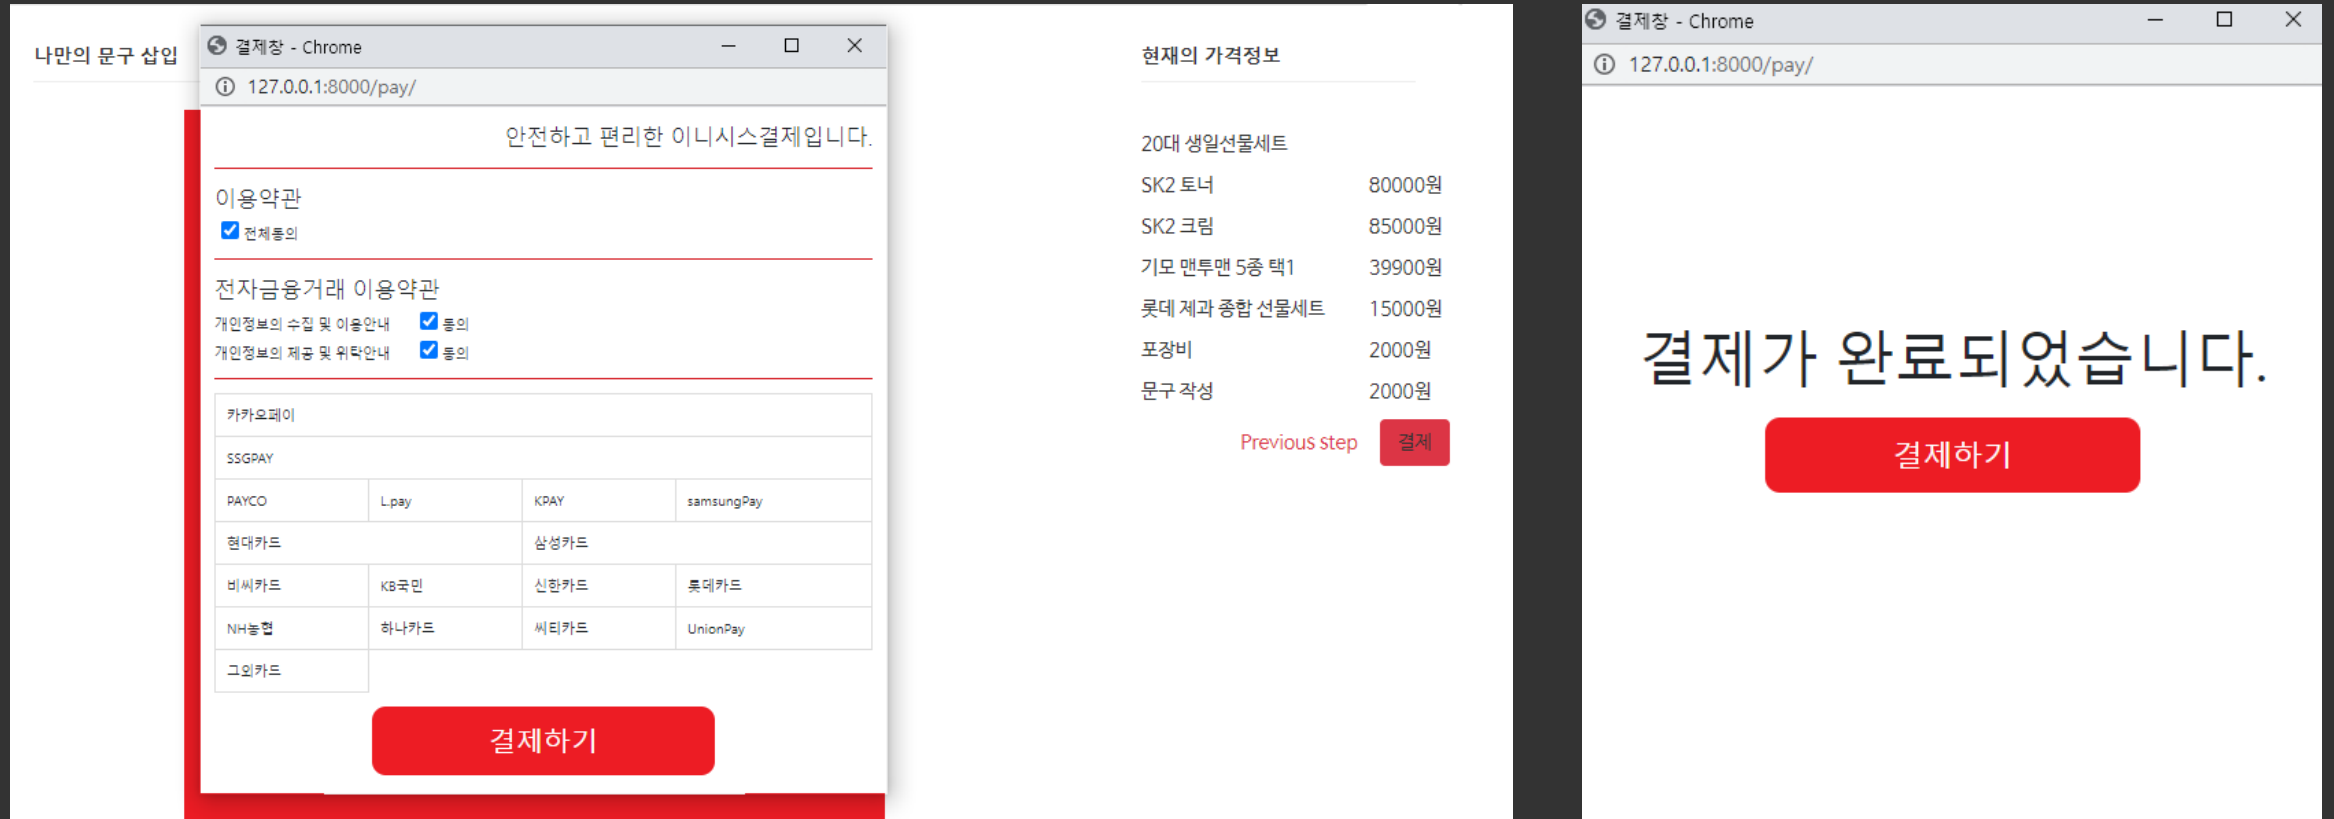 나만의 문구 삽입
결제창 - Chrome
127.0.0.1:8000/pay/
안전하고 편리한 이니시스결제입니다.
이용약관
전체동의
전자금융거래 이용약관
개인정보의 수집 및 이용안내 동의
개인정보의 제공 및 위탁안내 동의
카카오페이
SSGPAY
PAYCO L.pay KPAY samsungPay
현대카드 삼성카드
비씨카드 KB국민 신한카드 롯데카드
NH농협 하나카드 씨티카드 UnionPay
그외카드
결제하기
현재의 가격정보
20대 생일선물세트
SK2 토너 80000원
SK2 크림 85000원
기모 맨투맨 5종 택1 39900원
롯데 제과 종합 선물세트 15000원
포장비 2000원
문구 작성 2000원
Previous step 결제
결제창 - Chrome
127.0.0.1:8000/pay/
결제가 완료되었습니다.
결제하기